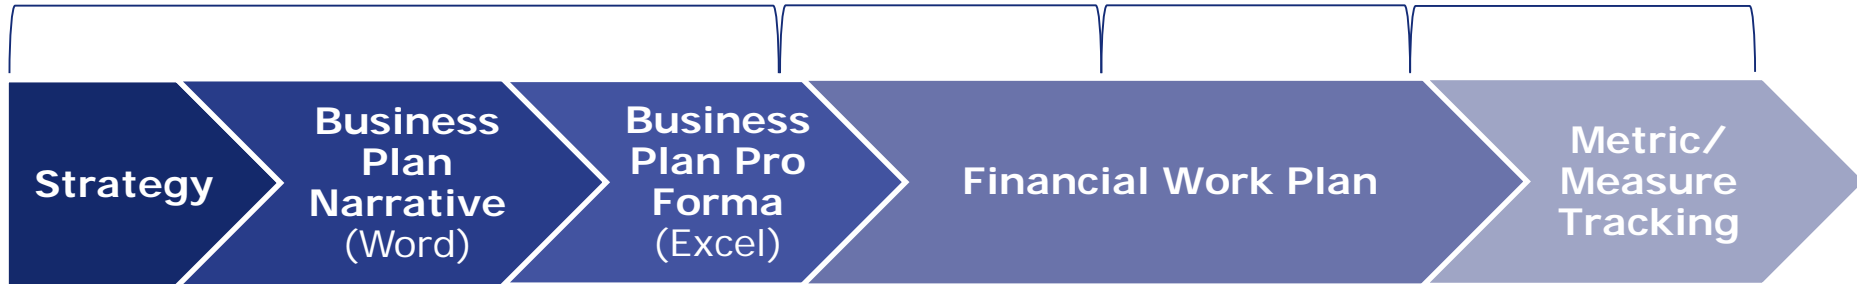 Strategy
Business
Plan
Narrative
(Word)
Business
Plan Pro
Forma
(Excel)
Financial Work Plan
Metric/
Measure
Tracking